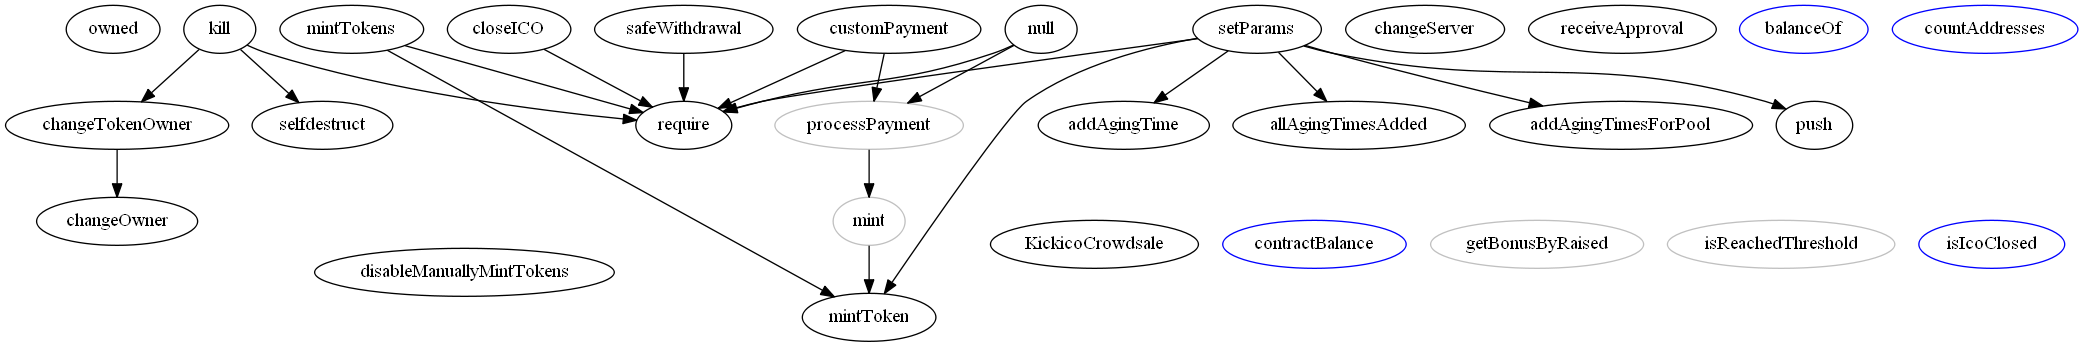 owned
kill
mintTokens
closeICO
safeWithdrawal
customPayment
null
setParams
changeServer
receiveApproval
balanceOf
countAddresses
changeTokenOwner
selfdestruct
require
processPayment
addAgingTime
allAgingTimesAdded
addAgingTimesForPool
push
changeOwner
mint
KickicoCrowdsale
contractBalance
getBonusByRaised
isReachedThreshold
isIcoClosed
disableManuallyMintTokens
mintToken